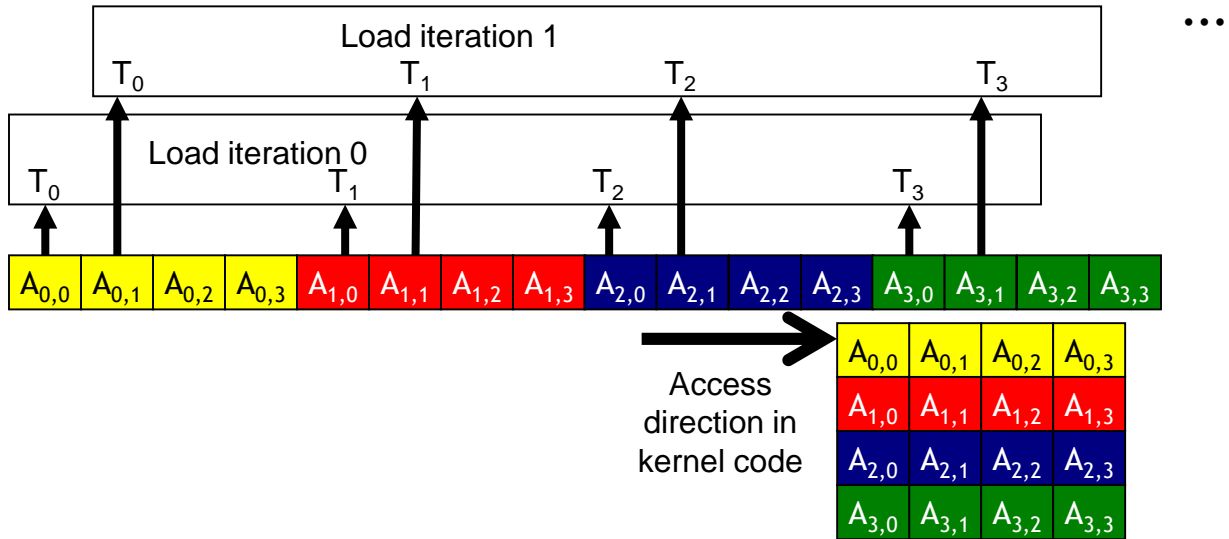 ...
Load iteration 1
T0 T1 T2 T3
Load iteration 0
T0 T1 T2 T3
A0,0 A0,1 A0,2 A0,3 A1,0 A1,1 A1,2 A1,3 A2,0 A2,1 A2,2 A2,3 A3,0 A3,1 A3,2 A3,3
Access
direction in
kernel code
A0,0 A0,1 A0,2 A0,3
A1,0 A1,1 A1,2 A1,3
A2,0 A2,1 A2,2 A2,3
A3,0 A3,1 A3,2 A3,3